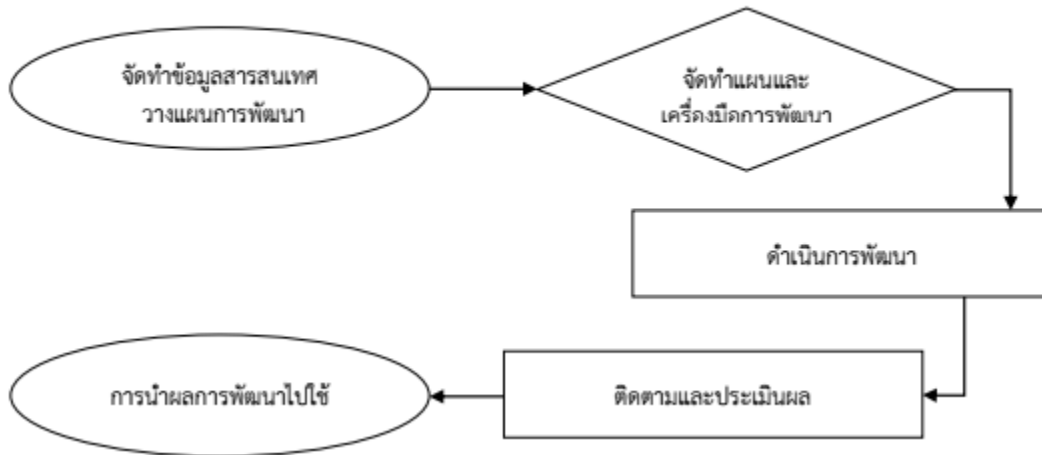 จัดทำข้อมูลสารสนเทศ
วางแผนการพัฒนา
จัดทำแผนและ
เครื่องมือการพัฒนา
ดำเนินการพัฒนา
ติดตามและประเมินผล
การนำผลการพัฒนาไปใช้